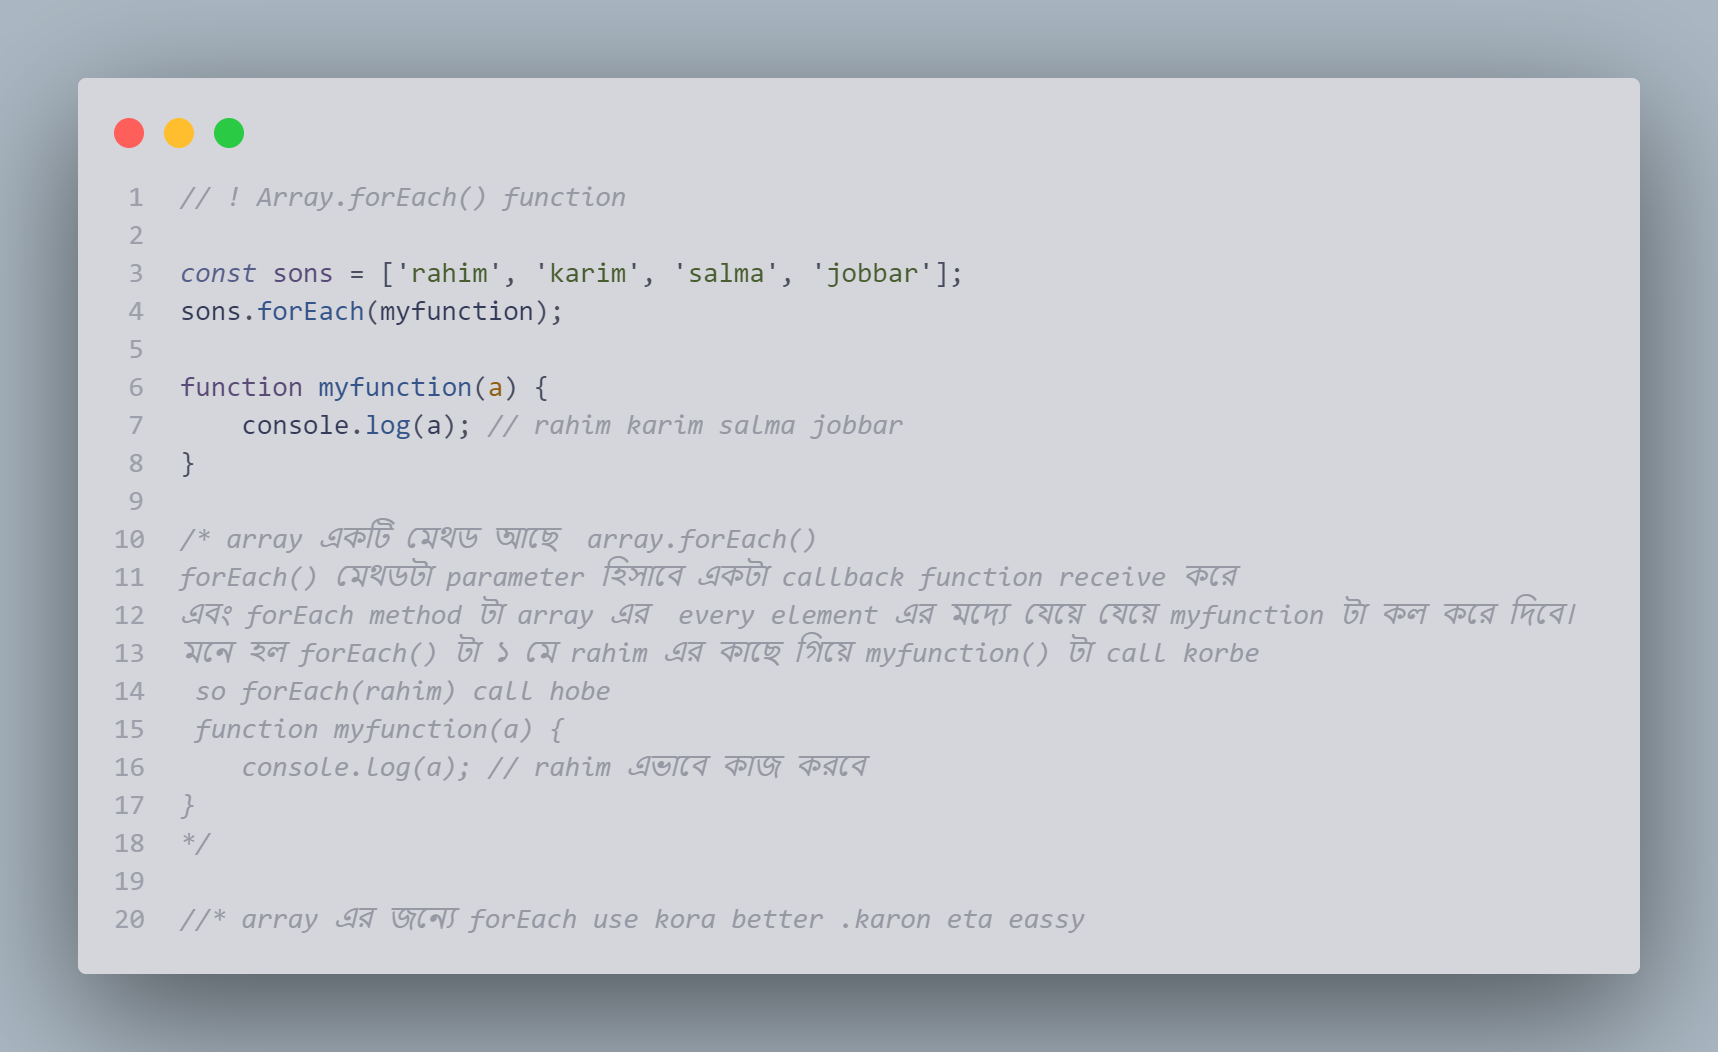 1 // ! Array.forEach() function
2
3 const sons = ['rahim', 'karim', 'salma', 'jobbar'];
4 sons.forEach(myfunction);
5
6 function myfunction(a) {
7     console.log(a); // rahim karim salma jobbar
8 }
9
10 /* array একটি মেথড আছে  array.forEach()
11 forEach() মেথডটা parameter হিসাবে একটা callback function receive করে
12 এবং forEach method টা array এর  every element এর মদ্যে যেয়ে যেয়ে myfunction টা কল করে দিবে।
13 মনে হল forEach() টা ১ মে rahim এর কাছে গিয়ে myfunction() টা call korbe
14  so forEach(rahim) call hobe
15  function myfunction(a) {
16     console.log(a); // rahim এভাবে কাজ করবে
17 }
18 */
19
20 //* array এর জন্যে forEach use kora better .karon eta eassy